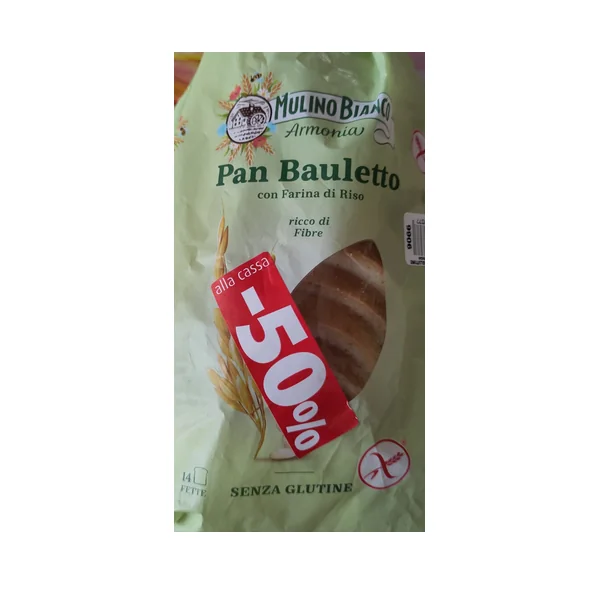 MULINO BIANCO
Armonia
Pan Bauletto
con Farina di Riso
ricco di
Fibre
9066
alla cassa
-50%
14
FETTE
SENZA GLUTINE